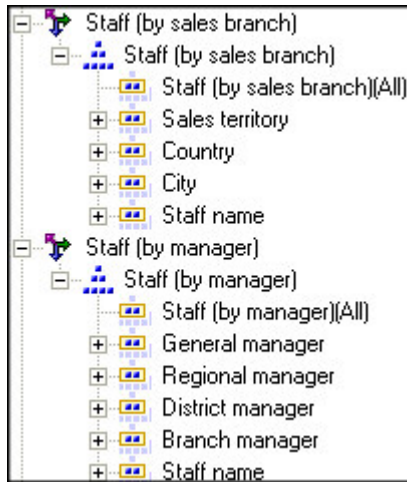 Staff (by sales branch)
Staff (by sales branch)
Staff (by sales branch)(All)
Sales territory
Country
City
Staff name
Staff (by manager)
Staff (by manager)
Staff (by manager)(All)
General manager
Regional manager
District manager
Branch manager
Staff name